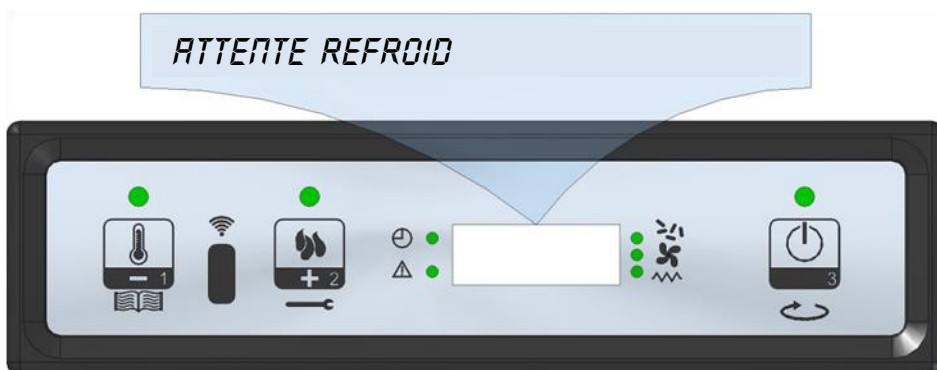 ATTENTE REFROID
- 1
+ 2
3